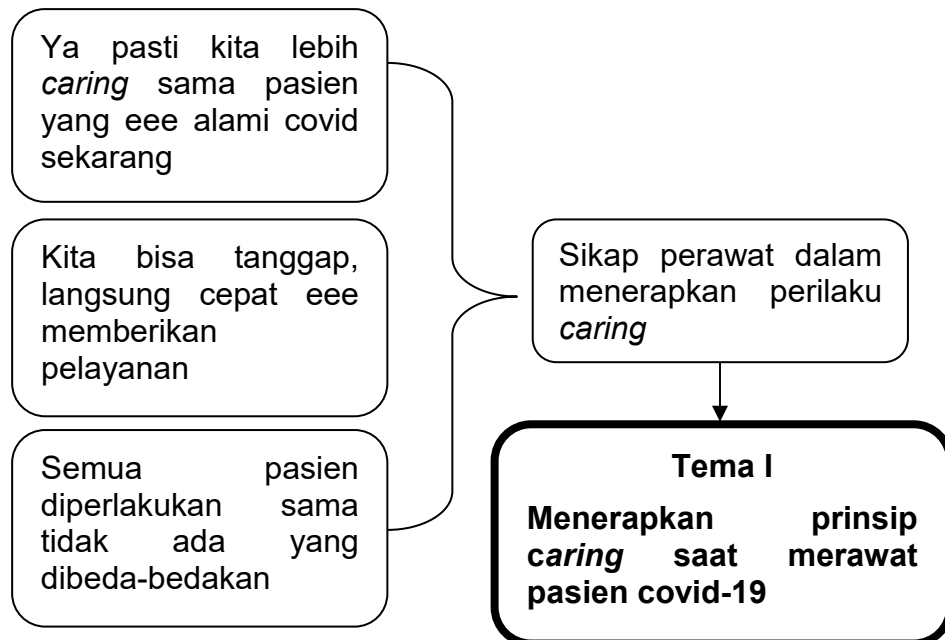 Ya pasti kita lebih
caring sama pasien
yang eee alami covid
sekarang
Kita bisa tanggap,
langsung cepat eee
memberikan
pelayanan
Semua pasien
diperlakukan sama
tidak ada yang
dibeda-bedakan
Sikap perawat dalam
menerapkan perilaku
caring
Tema I
Menerapkan prinsip
caring saat merawat
pasien covid-19